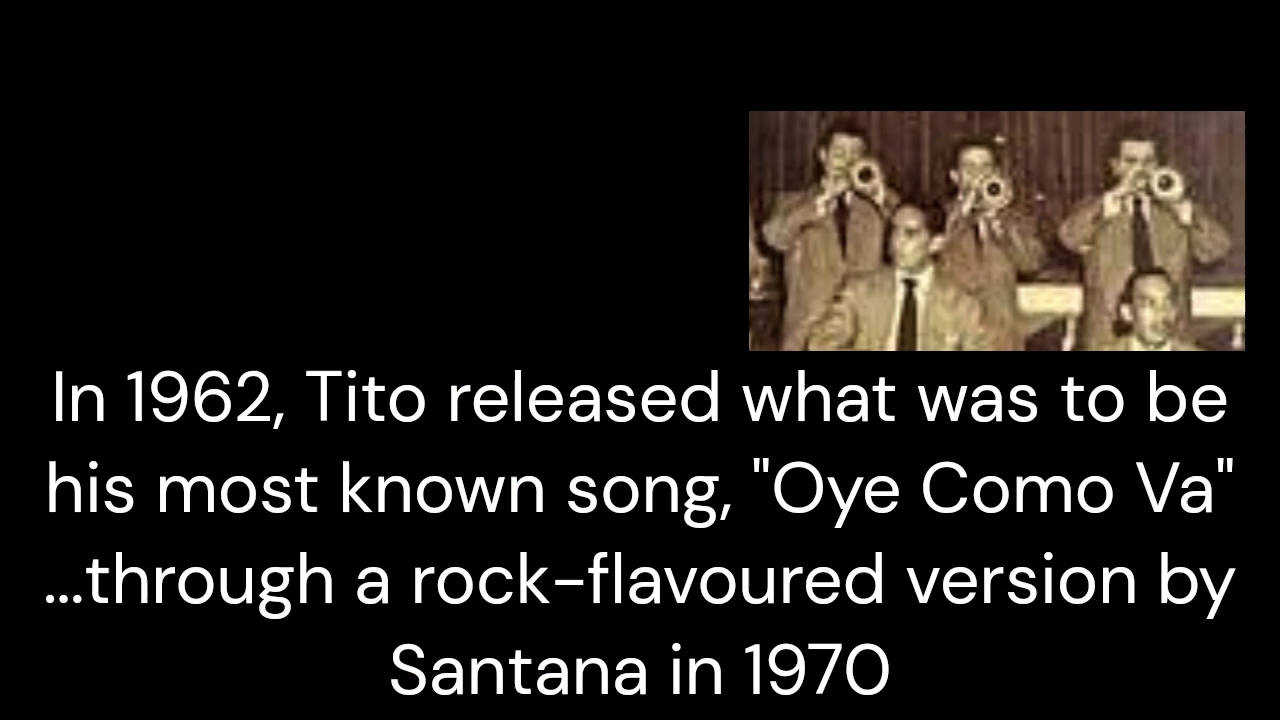 In 1962, Tito released what was to be
his most known song, "Oye Como Va"
...through a rock-flavoured version by
Santana in 1970